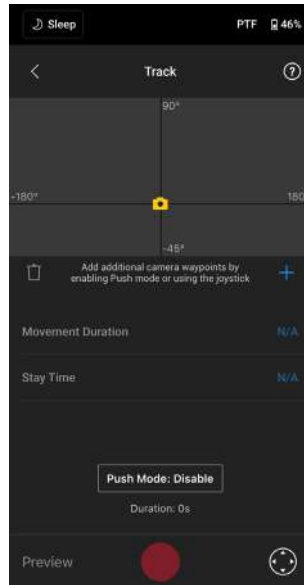 Sleep PTF 46%
Track
90°
-180° 180
-45°
Add additional camera waypoints by
enabling Push mode or using the joystick
Movement Duration N/A
Stay Time N/A
Push Mode: Disable
Duration: 0s
Preview